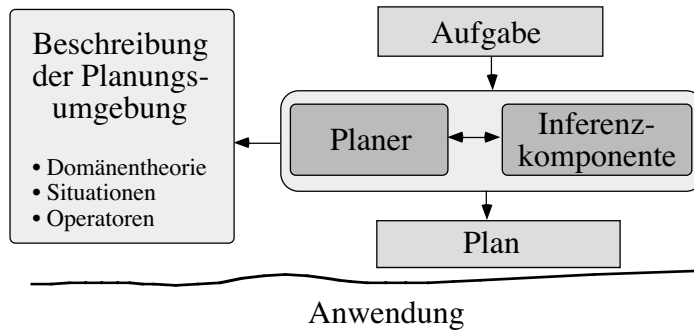 Beschreibung
der Planungs-
umgebung
• Domänentheorie
• Situationen
• Operatoren
Aufgabe
Planer
Inferenz-
komponente
Plan
Anwendung